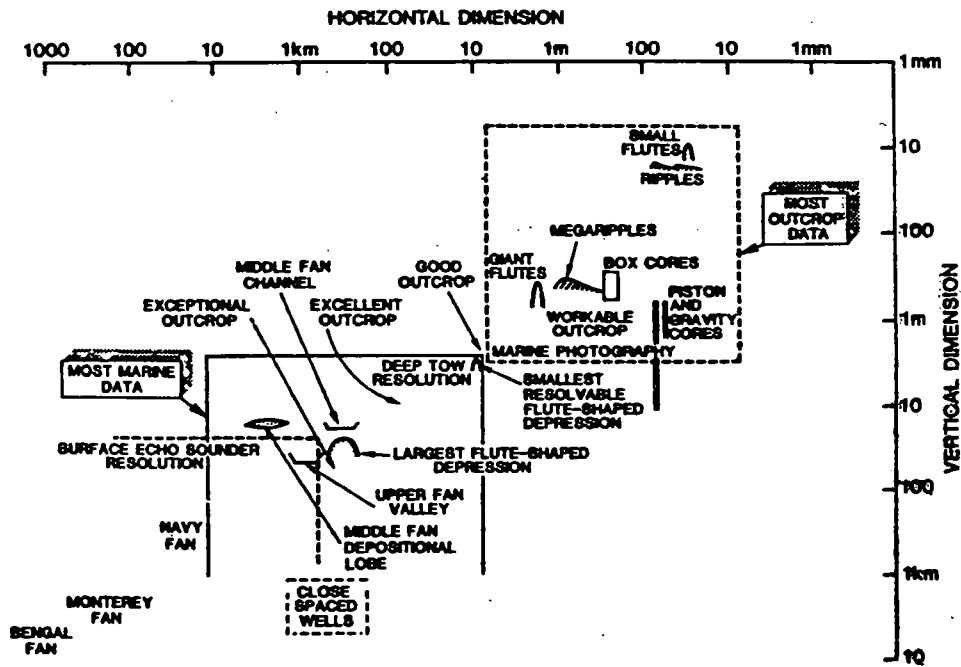 HORIZONTAL DIMENSION
1000 100 10 1km 100 10 1m 100 10 1mm
1mm
10
100
1m
10
100
1km
10
VERTICAL DIMENSION
SMALL
FLUTES
RIPPLES
MOST
OUTCROP
DATA
MEGARIPPLES
GIANT
FLUTES
BOX CORES
WORKABLE
OUTCROP
PISTON
AND
GRAVITY
CORES
MARINE PHOTOGRAPHY
MIDDLE FAN
CHANNEL
GOOD
OUTCROP
EXCEPTIONAL
OUTCROP
EXCELLENT
OUTCROP
MOST MARINE
DATA
DEEP TOW
RESOLUTION
SMALLEST
RESOLVABLE
FLUTE-SHAPED
DEPRESSION
SURFACE ECHO SOUNDER
RESOLUTION
LARGEST FLUTE-SHAPED
DEPRESSION
UPPER FAN
VALLEY
NAVY
FAN
MIDDLE FAN
DEPOSITIONAL
LOBE
CLOSE
SPACED
WELLS
MONTEREY
FAN
BENGAL
FAN